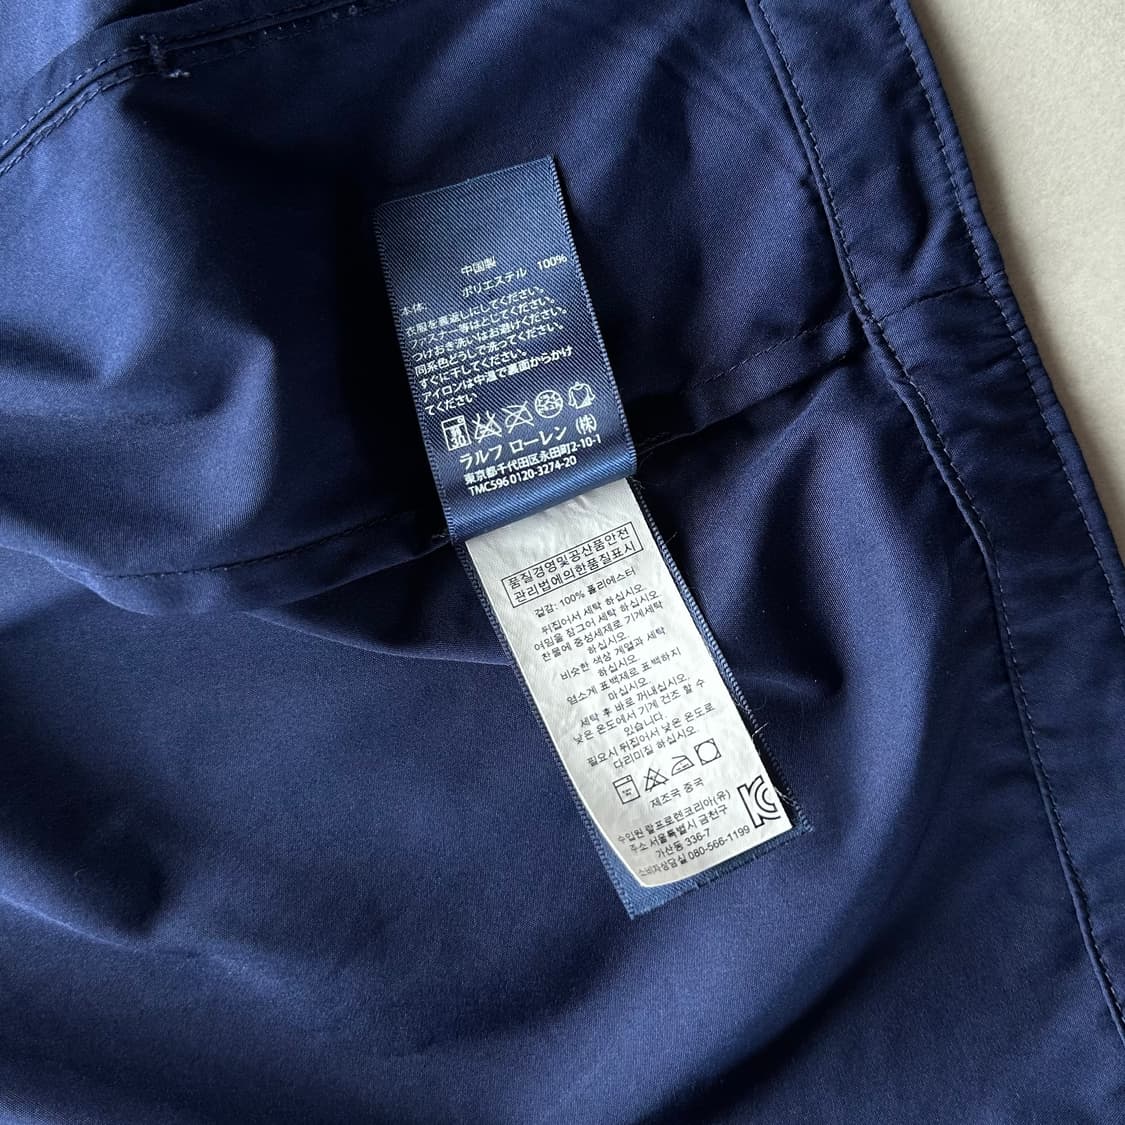 中国製
本体: ポリエステル 100%
衣服を裏返しにしてください。
ファスナー等はとしてください。
つけおき洗いはお避けください。
同系色どうしで洗ってください。
すぐに干してください。
アイロンは中温で裏面からかけ
てください
ラルフ ローレン (株)
東京都千代田区永田町2-10-1
TMC596 0120-3274-20
품질경영및공산품안전
관리법에의한품질표시
겉감: 100% 폴리에스터
뒤집어서 세탁 하십시오.
여밈을 잠그어 세탁 하십시오
찬물에 중성세제로 기계세탁
하십시오.
비슷한 색상 계열과 세탁
하십시오.
염소계 표백제로 표백하지
마십시오.
세탁 후 바로 꺼내십시오.
낮은 온도에서 기계 건조 할 수
있습니다.
필요시 뒤집어서 낮은 온도로
다리미질 하십시오.
제조국 중국
수입원 랄프로렌코리아(유)
주소 서울특별시 금천구
가산동 336-7
소비자상담실 080-566-1199